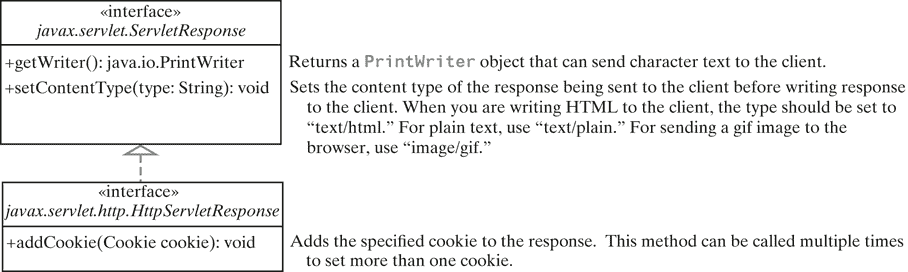 «interface»
javax.servlet.ServletResponse
+getWriter(): java.io.PrintWriter
Returns a PrintWriter object that can send character text to the client.
+setContentType(type: String): void
Sets the content type of the response being sent to the client before writing response
to the client. When you are writing HTML to the client, the type should be set to
“text/html.” For plain text, use “text/plain.” For sending a gif image to the
browser, use “image/gif.”
«interface»
javax.servlet.http.HttpServletResponse
+addCookie(Cookie cookie): void
Adds the specified cookie to the response. This method can be called multiple times
to set more than one cookie.